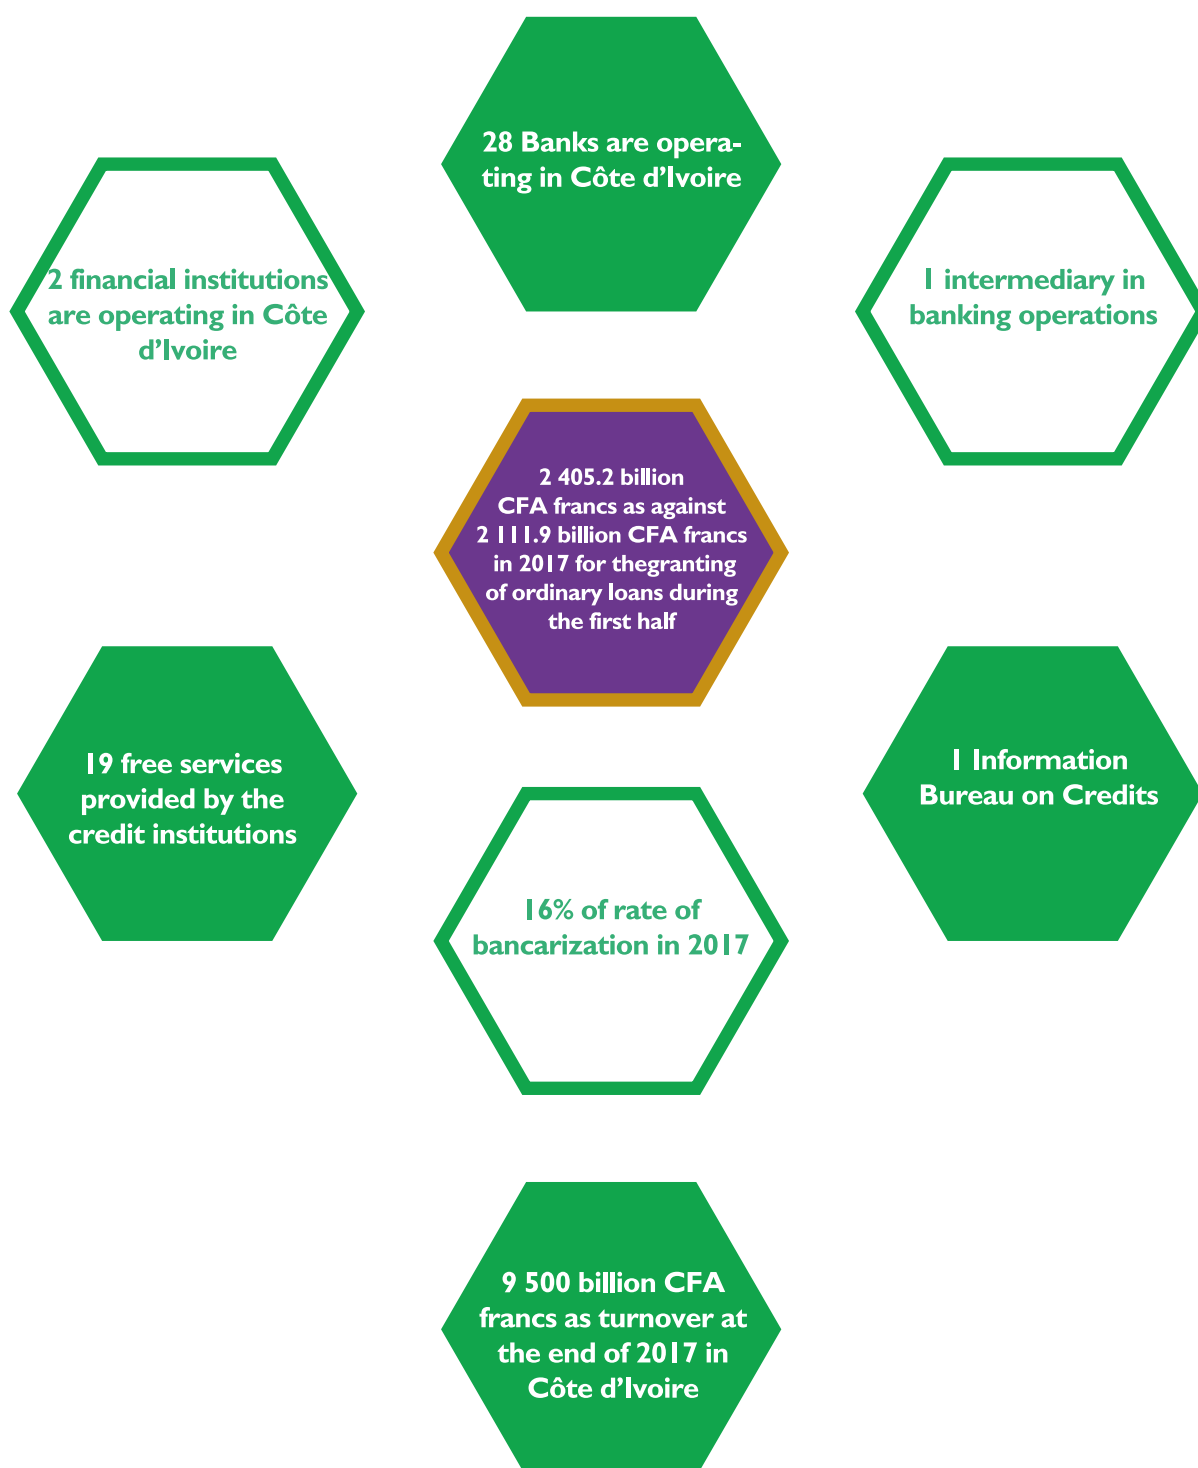 28 Banks are opera-
ting in Côte d’Ivoire
2 financial institutions
are operating in Côte
d’Ivoire
1 intermediary in
banking operations
2 405.2 billion
CFA francs as against
2 111.9 billion CFA francs
in 2017 for thegranting
of ordinary loans during
the first half
19 free services
provided by the
credit institutions
1 Information
Bureau on Credits
16% of rate of
bancarization in 2017
9 500 billion CFA
francs as turnover at
the end of 2017 in
Côte d’Ivoire